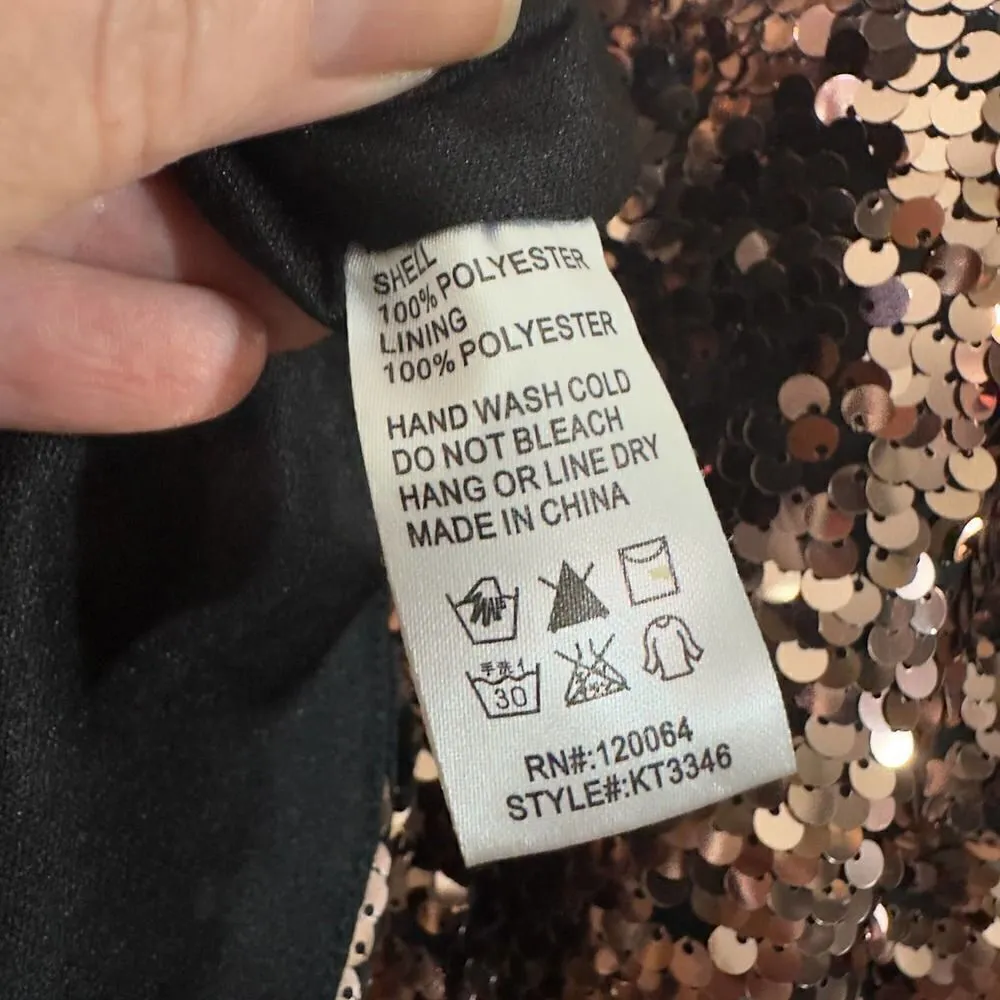 SHELL
100% POLYESTER
LINING
100% POLYESTER
HAND WASH COLD
DO NOT BLEACH
HANG OR LINE DRY
MADE IN CHINA
手洗イ
30
RN#:120064
STYLE#:KT3346